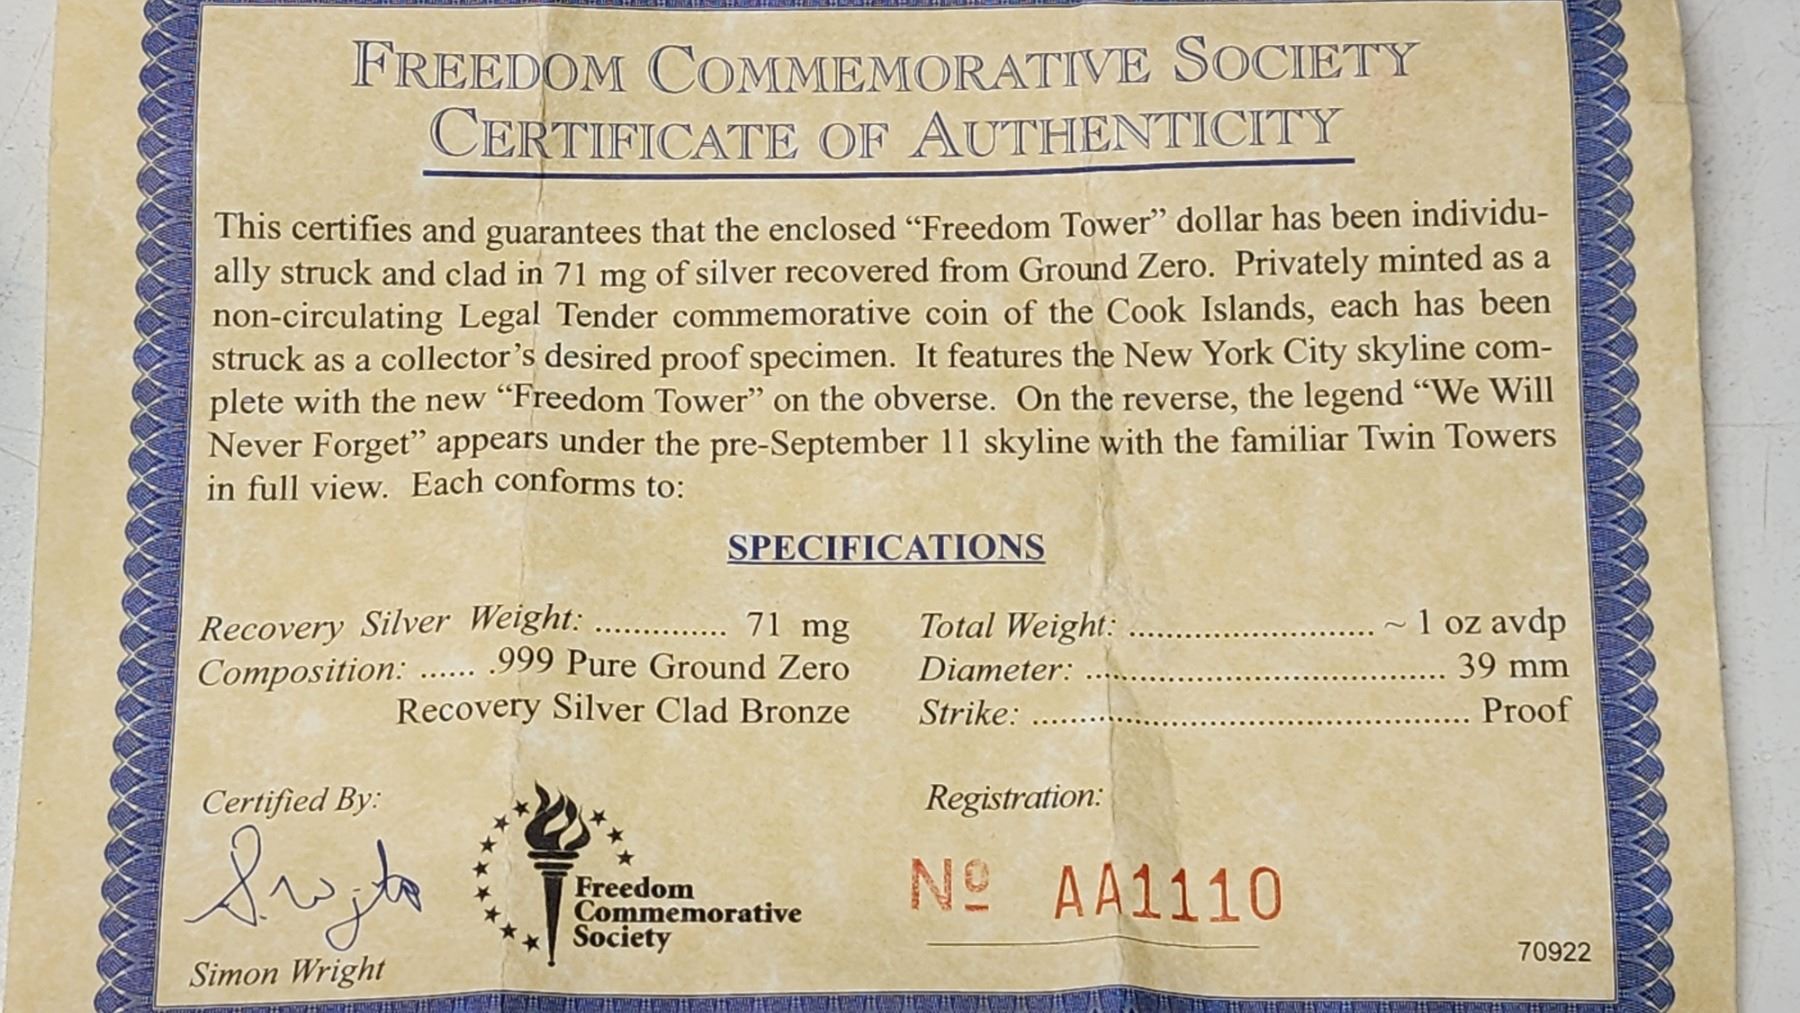 FREEDOM COMMEMORATIVE SOCIETY
CERTIFICATE OF AUTHENTICITY
This certifies and guarantees that the enclosed “Freedom Tower” dollar has been individu-
ally struck and clad in 71 mg of silver recovered from Ground Zero. Privately minted as a
non-circulating Legal Tender commemorative coin of the Cook Islands, each has been
struck as a collector’s desired proof specimen. It features the New York City skyline com-
plete with the new “Freedom Tower” on the obverse. On the reverse, the legend “We Will
Never Forget” appears under the pre-September 11 skyline with the familiar Twin Towers
in full view. Each conforms to:
SPECIFICATIONS
Recovery Silver Weight: .............. 71 mg
Composition: ...... .999 Pure Ground Zero
Recovery Silver Clad Bronze
Total Weight: .......................... ~ 1 oz avdp
Diameter: ..................................... 39 mm
Strike: ............................................. Proof
Certified By:
S. Wright
Simon Wright
Freedom
Commemorative
Society
Registration:
Nº AA1110
70922